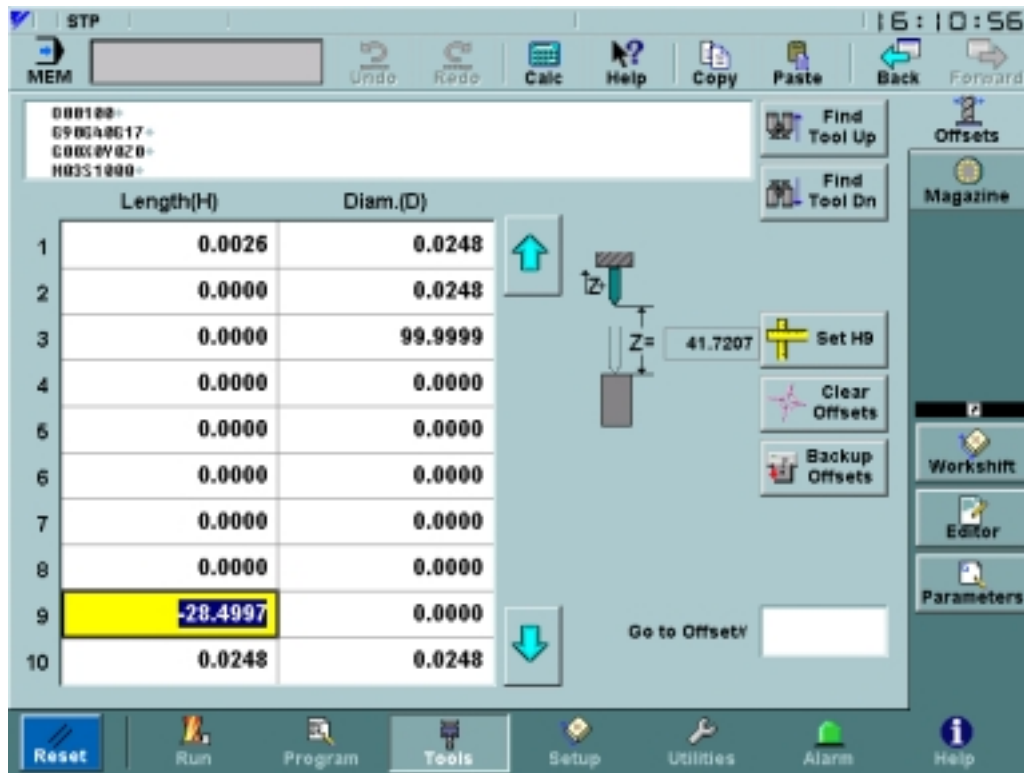 STP
16:10:56
MEM
Undo
Redo
Calc
Help
Copy
Paste
Back
Forward
G90G40G17
G00X0Y0Z0
M03S1000
Find
Tool Up
Find
Tool Dn
Offsets
Magazine
Length(H) Diam.(D)
1 0.0026 0.0248
2 0.0000 0.0248
3 0.0000 99.9999
4 0.0000 0.0000
5 0.0000 0.0000
6 0.0000 0.0000
7 0.0000 0.0000
8 0.0000 0.0000
9 -28.4997 0.0000
10 0.0248 0.0248
Z+
Z= 41.7207
Set H9
Clear
Offsets
Backup
Offsets
Go to Offset#
Workshift
Editor
Parameters
Reset
Run
Program
Tools
Setup
Utilities
Alarm
Help